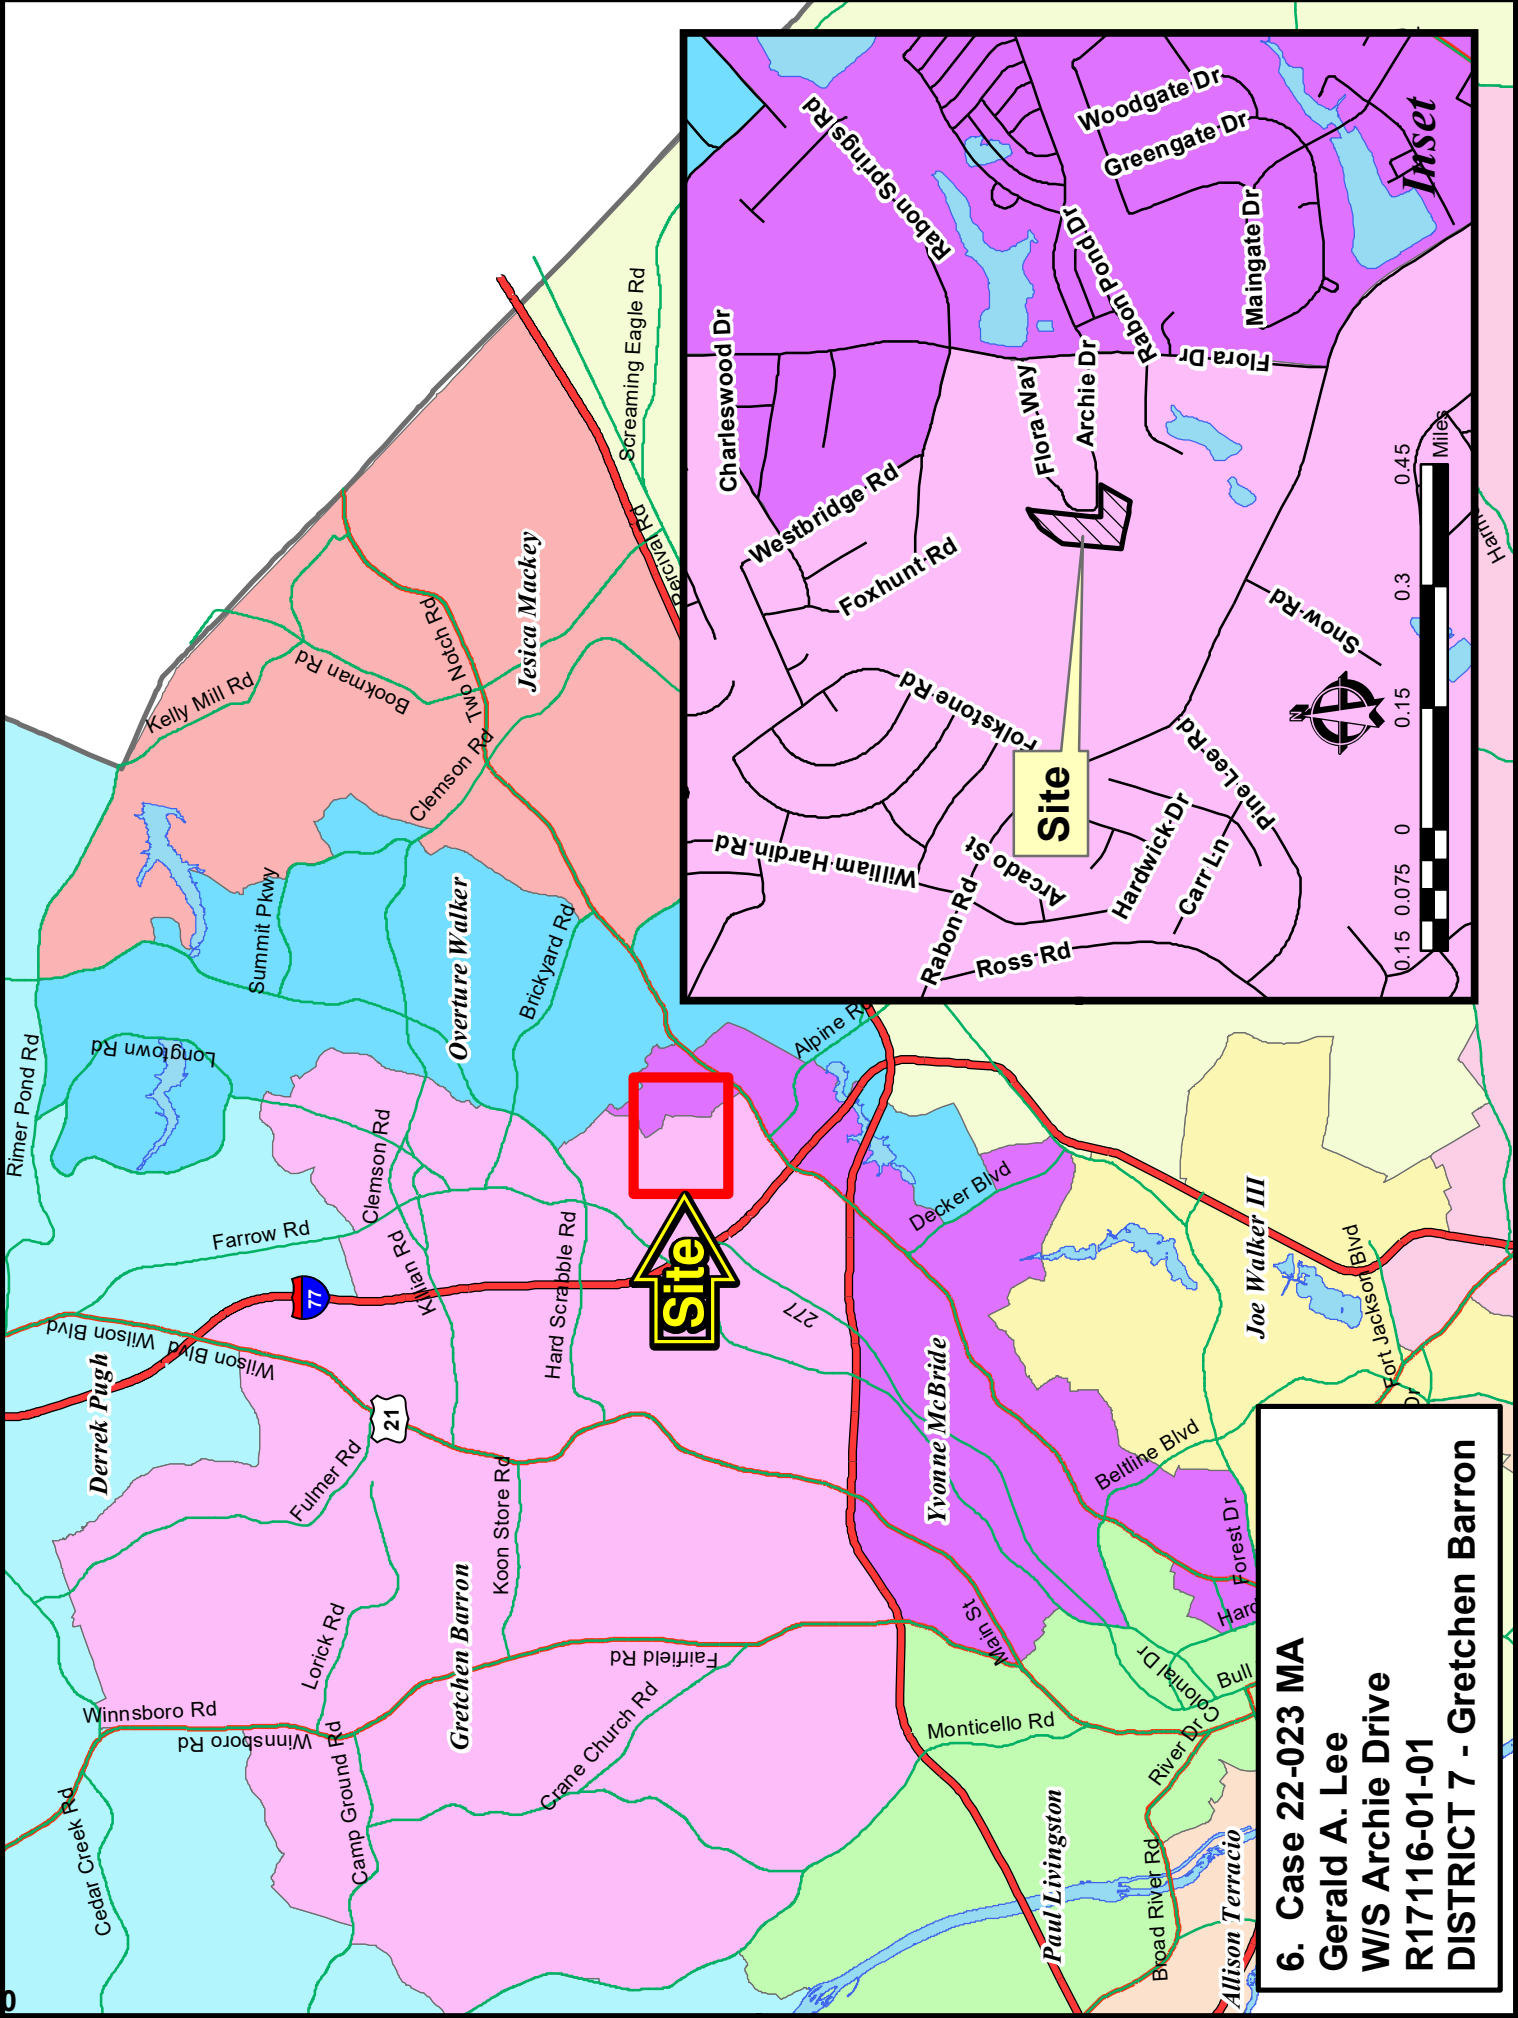 Rimer Pond Rd
Longtown Rd
Kelly Mill Rd
Bookman Rd
Two Notch Rd
Clemson Rd
Jesica Mackey
Screaming Eagle Rd
Percival Rd
Summit Pkwy
Overture Walker
Brickyard Rd
Alpine Rd
Farrow Rd
Clemson Rd
Killian Rd
Hard Scrabble Rd
77
Wilson Blvd
Wilson Blvd
Derrek Pugh
21
Fulmer Rd
Koon Store Rd
Site
277
Decker Blvd
Yvonne McBride
Joe Walker III
Fort Jackson Blvd
Beltline Blvd
Forest Dr
Hard
Dr
Lorick Rd
Gretchen Barron
Winnsboro Rd
Winnsboro Rd
Fairfield Rd
Crane Church Rd
Camp Ground Rd
Cedar Creek Rd
Main St
Monticello Rd
Colonial Dr
Bull
River Dr
Paul Livingston
Broad River Rd
Allison Terracio
0
Inset
Rabon Springs Rd
Woodgate Dr
Greengate Dr
Maingate Dr
Rabon Pond Dr
Charleswood Dr
Flora Dr
Flora Way
Archie Dr
Westbridge Rd
Foxhunt Rd
Folkstone Rd
Snow Rd
Site
Pine Lee Rd
William Hardin Rd
Arcado St
Hardwick Dr
Carr Ln
Rabon Rd
Ross Rd
N
0.15 0.075 0 0.15 0.3 0.45
Miles
6. Case 22-023 MA
Gerald A. Lee
W/S Archie Drive
R17116-01-01
DISTRICT 7 - Gretchen Barron